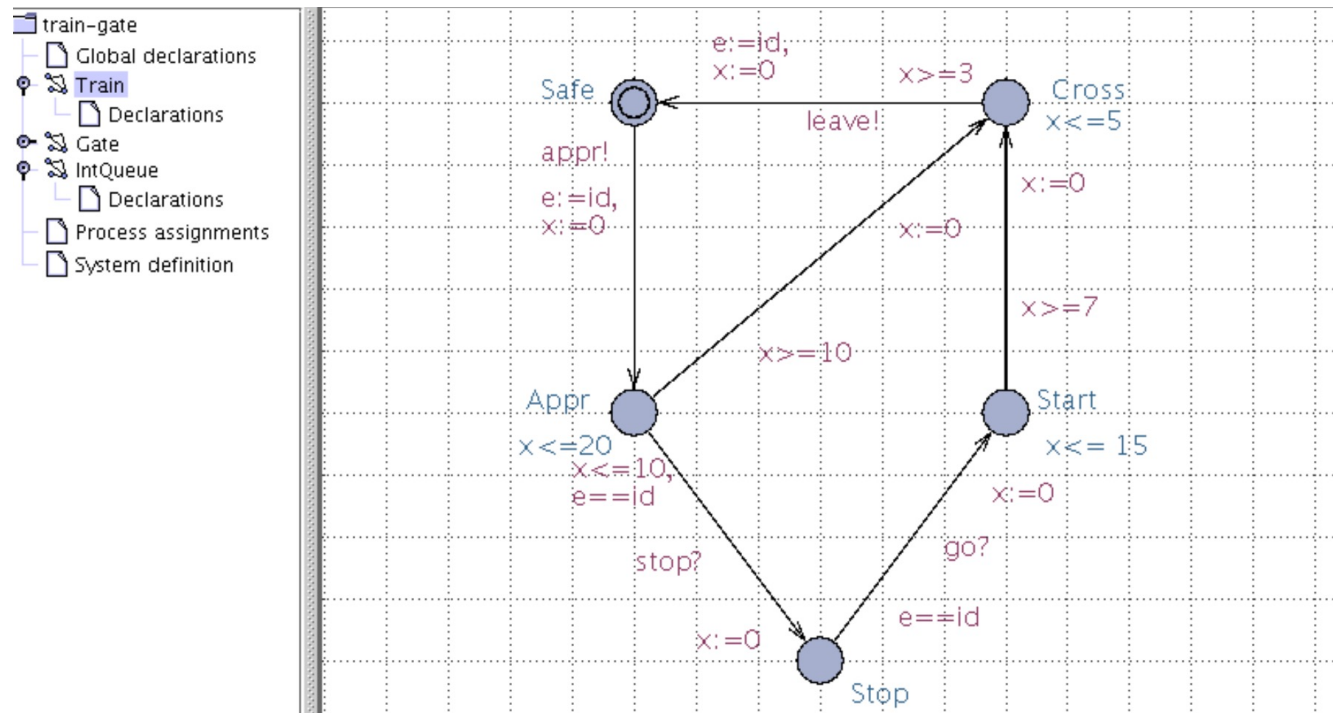 train-gate
Global declarations
Train
Declarations
Gate
IntQueue
Declarations
Process assignments
System definition
e:=id,
x:=0
x>=3
Safe
Cross
x<=5
leave!
appr!
e:=id,
x:=0
x:=0
x:=0
x>=7
x>=10
Appr
x<=20
Start
x<= 15
x<=10,
e==id
x:=0
stop?
go?
e==id
x:=0
Stop